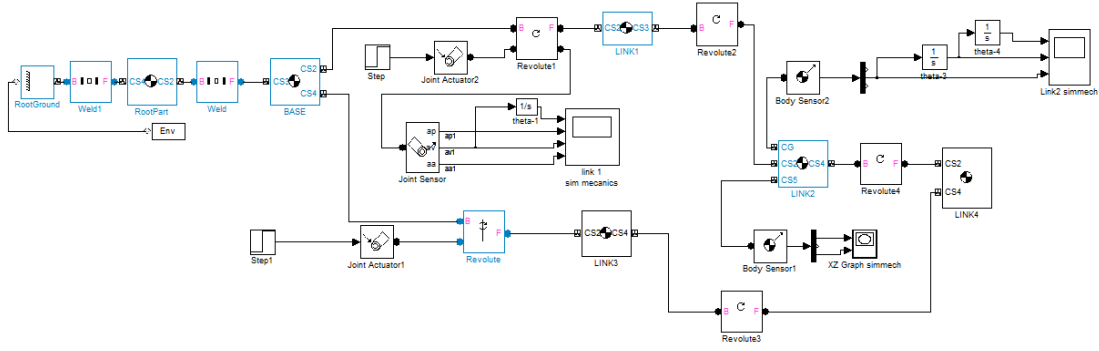 RootGround
B F
Weld1
CS4 CS2
RootPart
B F
Weld
CS3 CS2
CS4
BASE
Env
Step
Joint Actuator2
B F
Revolute1
CS2 CS3
LINK1
B F
Revolute2
Joint Sensor
ap
av
aa
ap1
aa1
1/s
theta-1
link 1
sim mecanics
Step1
Joint Actuator1
B F
Revolute
CS2 CS4
LINK3
B F
Revolute3
Body Sensor2
1
s
theta-3
1
s
theta-4
Link2 simmech
CG
CS2 CS4
CS5
LINK2
B F
Revolute4
CS2
CS4
LINK4
Body Sensor1
XZ Graph simmech